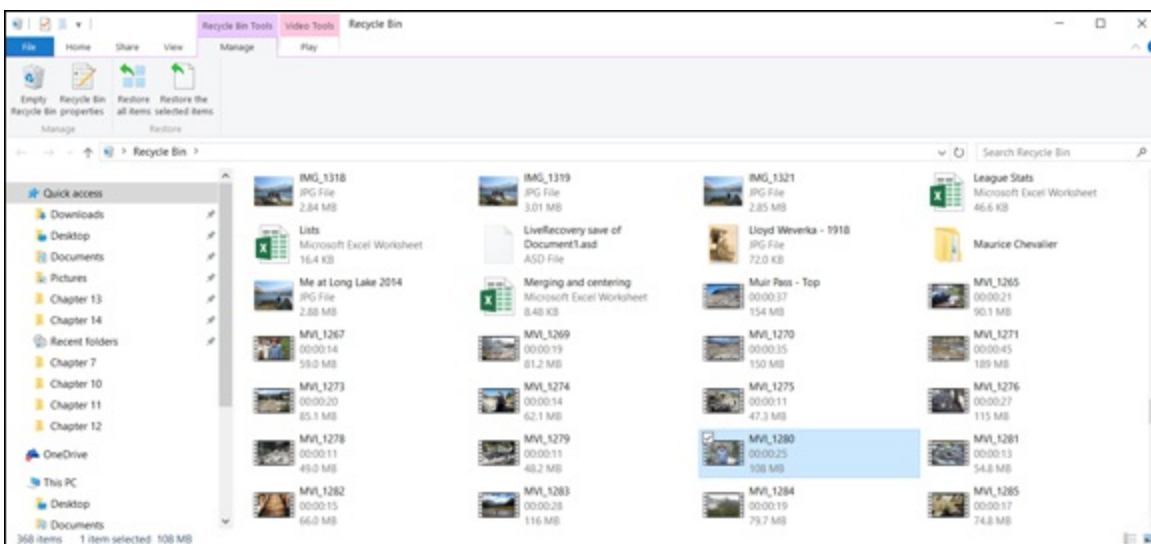 Recycle Bin Tools Video Tools Recycle Bin
File Home Share View Manage Play
Empty Recycle Bin Restore Restore the
Recycle Bin properties all items selected items
Manage Restore
Recycle Bin Search Recycle Bin
Quick access
Downloads
Desktop
Documents
Pictures
Chapter 13
Chapter 14
Recent folders
Chapter 7
Chapter 10
Chapter 11
Chapter 12
OneDrive
This PC
Desktop
Documents
IMG_1318
JPG File
2.84 MB
IMG_1319
JPG File
3.01 MB
IMG_1321
JPG File
2.85 MB
League Stats
Microsoft Excel Worksheet
46.6 KB
Lists
Microsoft Excel Worksheet
16.4 KB
LiveRecovery save of
Document1.asd
ASD File
Lloyd Weverka - 1918
JPG File
72.0 KB
Maurice Chevalier
Me at Long Lake 2014
JPG File
2.88 MB
Merging and centering
Microsoft Excel Worksheet
8.48 KB
Muir Pass - Top
00:00:37
154 MB
MVI_1265
00:00:21
90.1 MB
MVI_1267
00:00:14
59.0 MB
MVI_1269
00:00:19
81.2 MB
MVI_1270
00:00:35
150 MB
MVI_1271
00:00:45
189 MB
MVI_1273
00:00:20
85.1 MB
MVI_1274
00:00:14
62.1 MB
MVI_1275
00:00:11
47.3 MB
MVI_1276
00:00:27
115 MB
MVI_1278
00:00:11
49.0 MB
MVI_1279
00:00:11
48.2 MB
MVI_1280
00:00:25
108 MB
MVI_1281
00:00:13
54.8 MB
MVI_1282
00:00:15
66.0 MB
MVI_1283
00:00:28
116 MB
MVI_1284
00:00:19
79.7 MB
MVI_1285
00:00:17
74.8 MB
368 items 1 item selected 108 MB